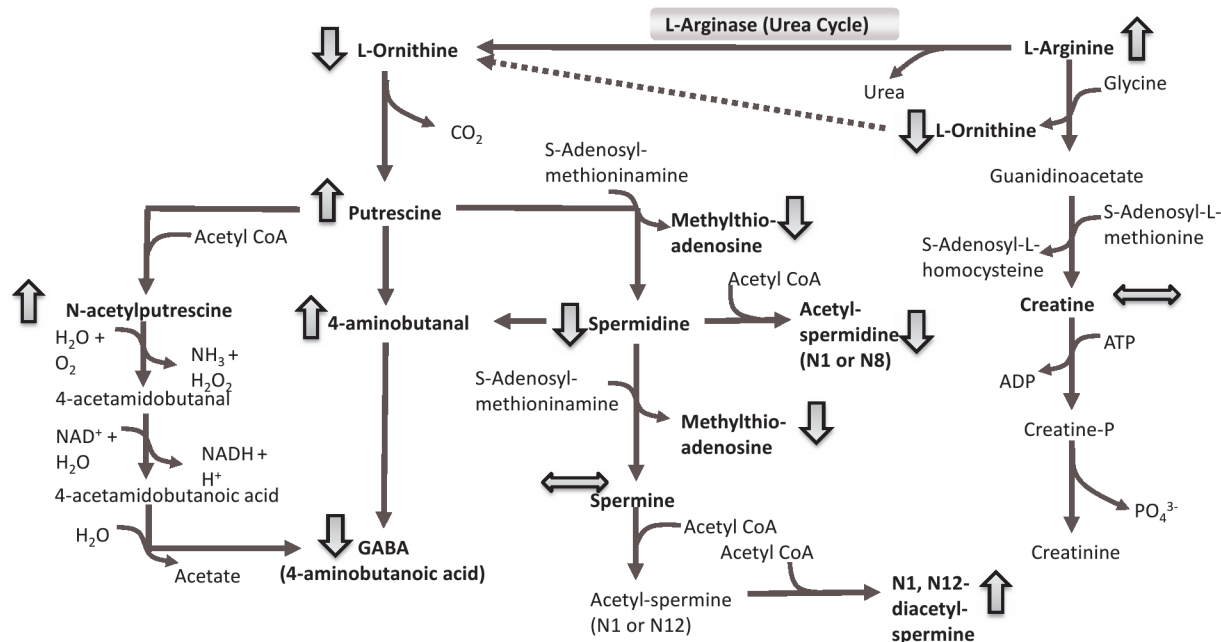 L-Arginase (Urea Cycle)
L-Ornithine
L-Arginine
Urea
Glycine
CO₂
L-Ornithine
S-Adenosyl-
methioninamine
Guanidinoacetate
Putrescine
Methylthio-
adenosine
S-Adenosyl-L-
methionine
Acetyl CoA
S-Adenosyl-L-
homocysteine
Acetyl CoA
N-acetylputrescine
4-aminobutanal
Spermidine
Acetyl-
spermidine
(N1 or N8)
Creatine
H₂O +
O₂
NH₃ +
H₂O₂
ATP
ADP
4-acetamidobutanal
S-Adenosyl-
methioninamine
Methylthio-
adenosine
Creatine-P
NAD⁺ +
H₂O
NADH +
H⁺
4-acetamidobutanoic acid
Spermine
PO₄³⁻
H₂O
Acetate
GABA
(4-aminobutanoic acid)
Acetyl CoA
Acetyl CoA
Creatinine
Acetyl-spermine
(N1 or N12)
N1, N12-
diacetyl-
spermine